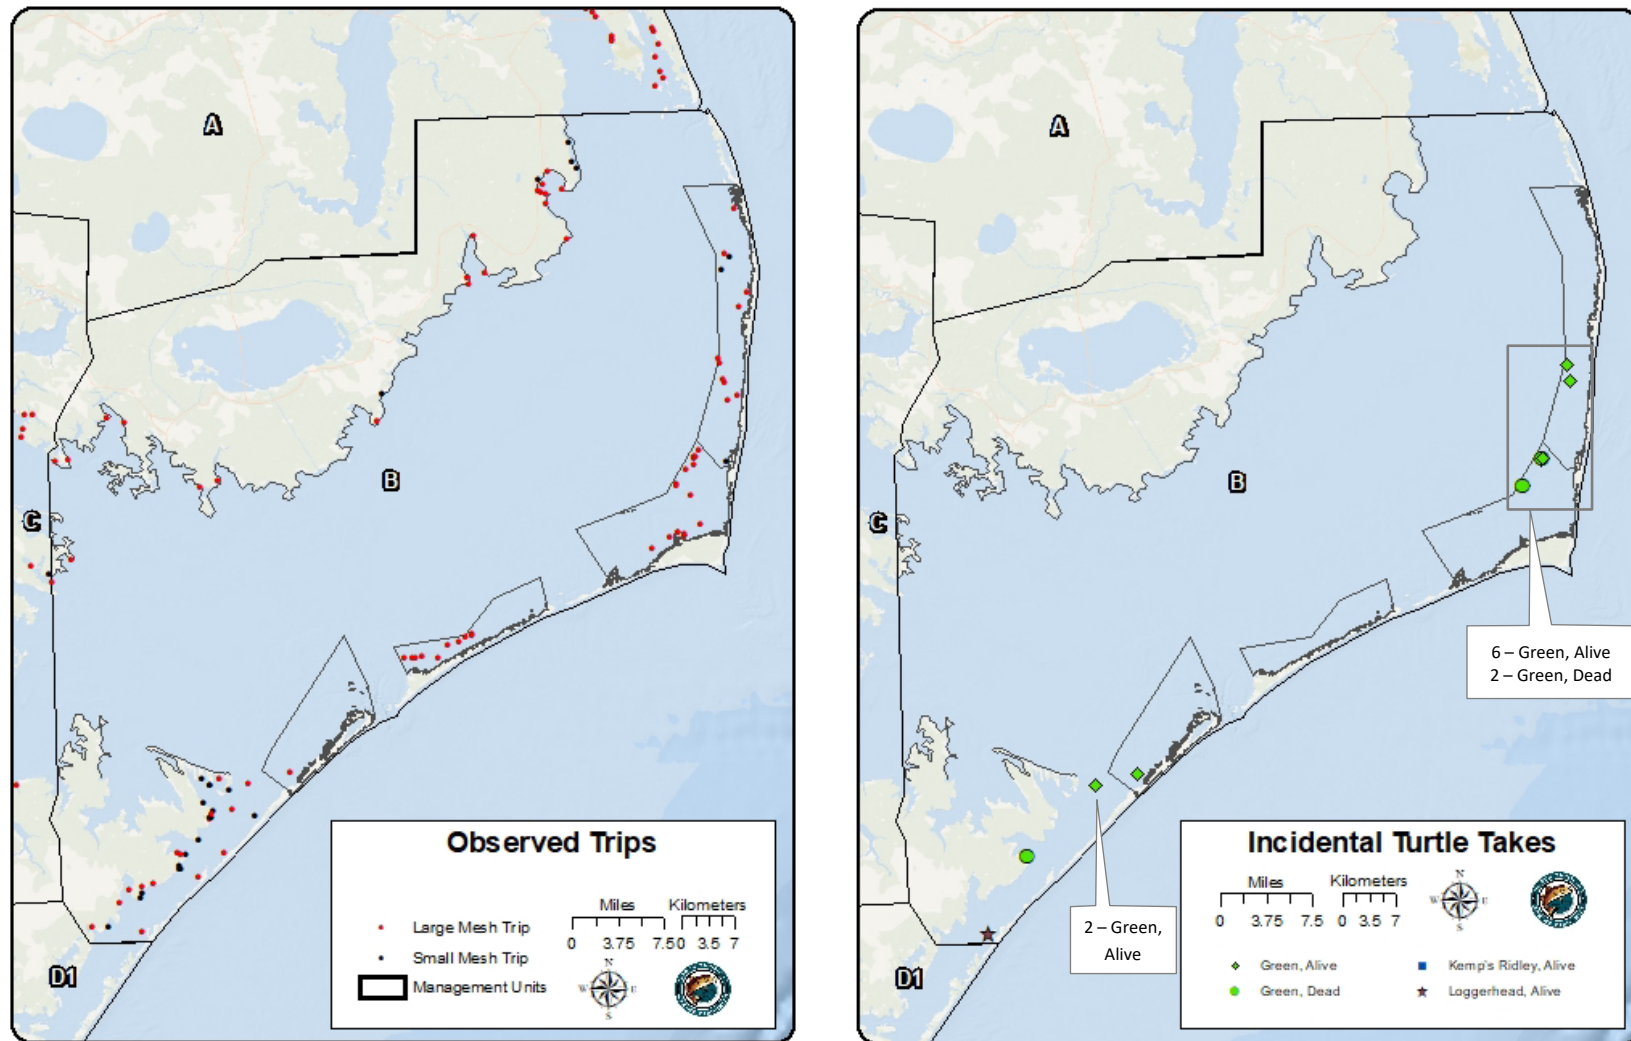 A
B
C
D1
Observed Trips
Miles
Kilometers
0 3.75 7.5 0 3.5 7
Large Mesh Trip
Small Mesh Trip
Management Units
N
W E
S
A
B
C
D1
6 – Green, Alive
2 – Green, Dead
2 – Green,
Alive
Incidental Turtle Takes
Miles
Kilometers
0 3.75 7.5
0 3.5 7
N
W E
S
Green, Alive
Kemp's Ridley, Alive
Green, Dead
Loggerhead, Alive